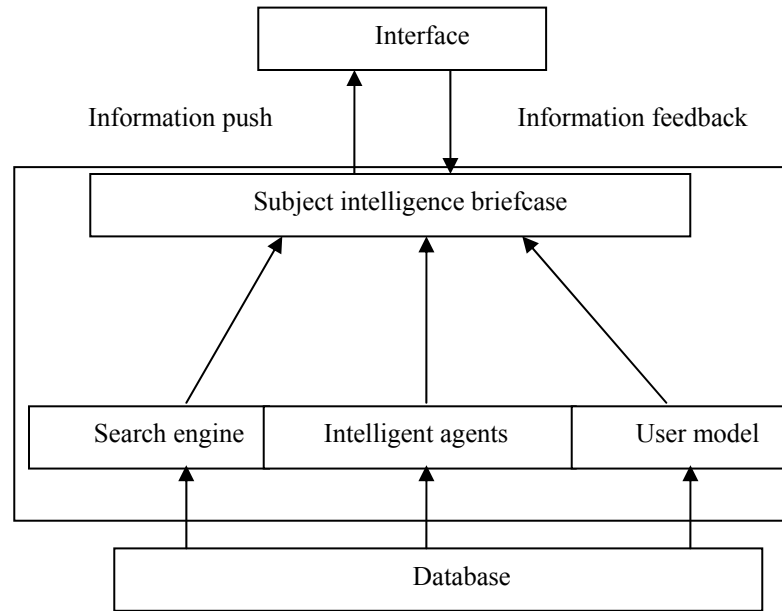 Interface
Information push
Information feedback
Subject intelligence briefcase
Search engine
Intelligent agents
User model
Database